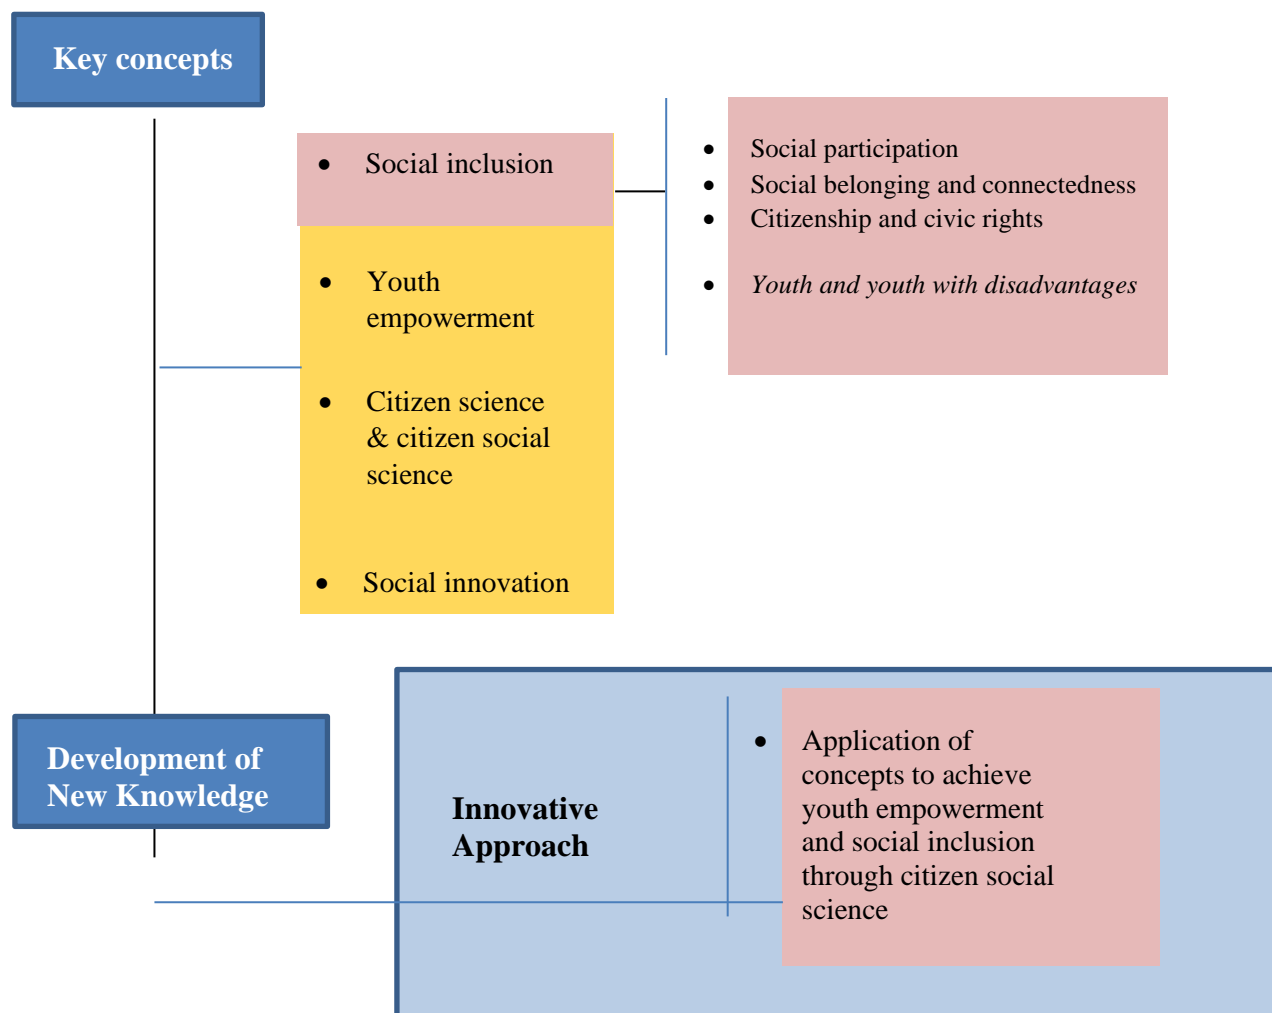 Key concepts
• Social inclusion
• Social participation
• Social belonging and connectedness
• Citizenship and civic rights
• Youth and youth with disadvantages
• Youth
empowerment
• Citizen science
& citizen social
science
• Social innovation
Development of
New Knowledge
Innovative
Approach
• Application of
concepts to achieve
youth empowerment
and social inclusion
through citizen social
science